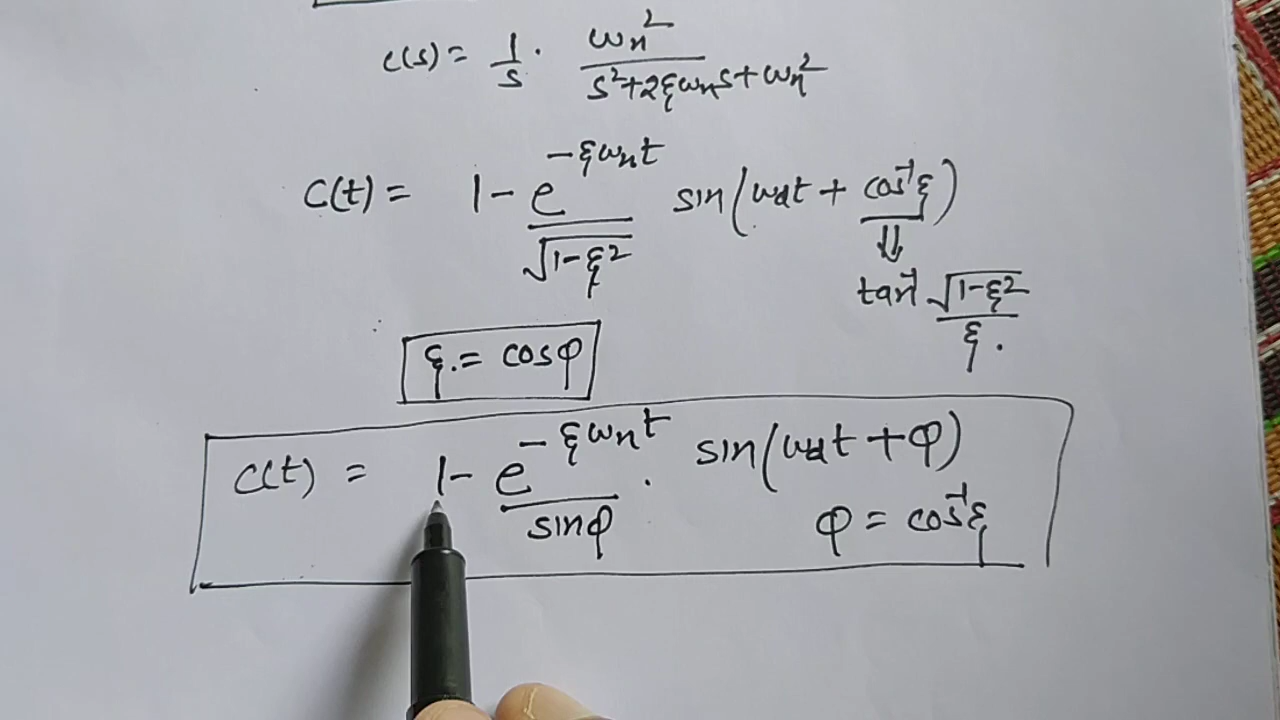 c(s) = 1/s · ωn²/(s²+2ξωns+ωn²)
C(t) = 1 - e^(-ξωnt)/√(1-ξ²) sin(ωdt + cos⁻¹ξ)
⇓
tan⁻¹ √(1-ξ²)/ξ.
ξ. = cosφ
C(t) = 1 - e^(-ξωnt)/sinφ · sin(ωdt + φ)
φ = cos⁻¹ξ